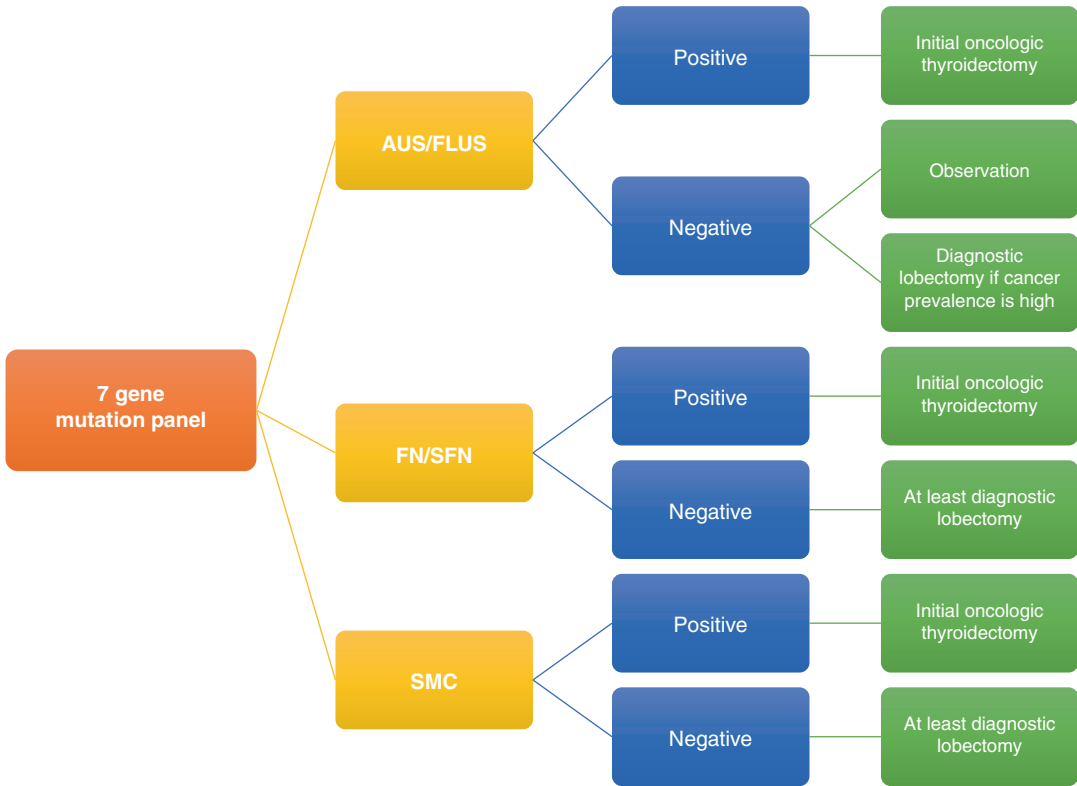 7 gene
mutation panel
AUS/FLUS
Positive
Initial oncologic
thyroidectomy
Negative
Observation
Diagnostic
lobectomy if cancer
prevalence is high
FN/SFN
Positive
Initial oncologic
thyroidectomy
Negative
At least diagnostic
lobectomy
SMC
Positive
Initial oncologic
thyroidectomy
Negative
At least diagnostic
lobectomy